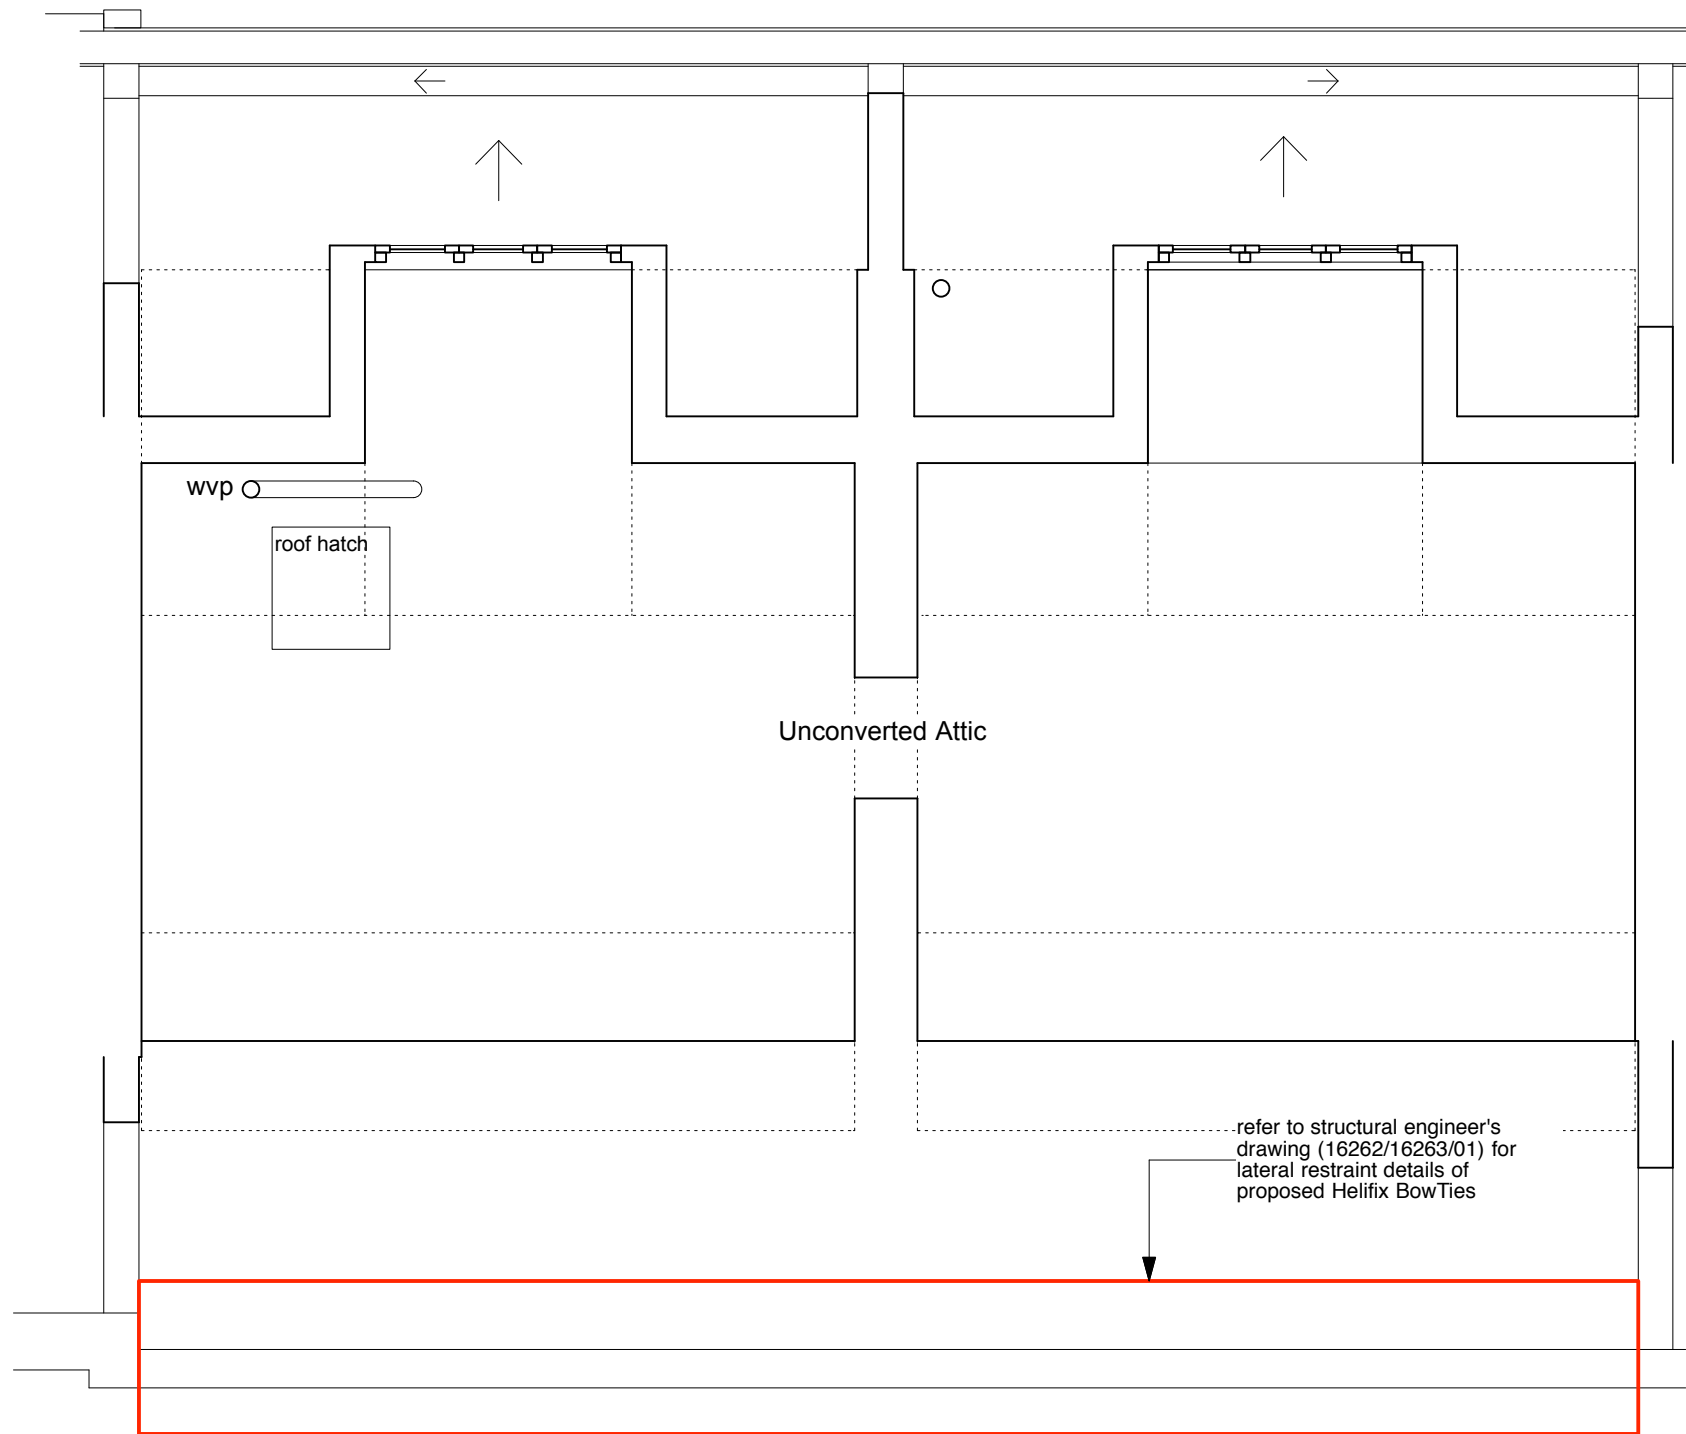 wvp
roof hatch
Unconverted Attic
refer to structural engineer's
drawing (16262/16263/01) for
lateral restraint details of
proposed Helifix BowTies